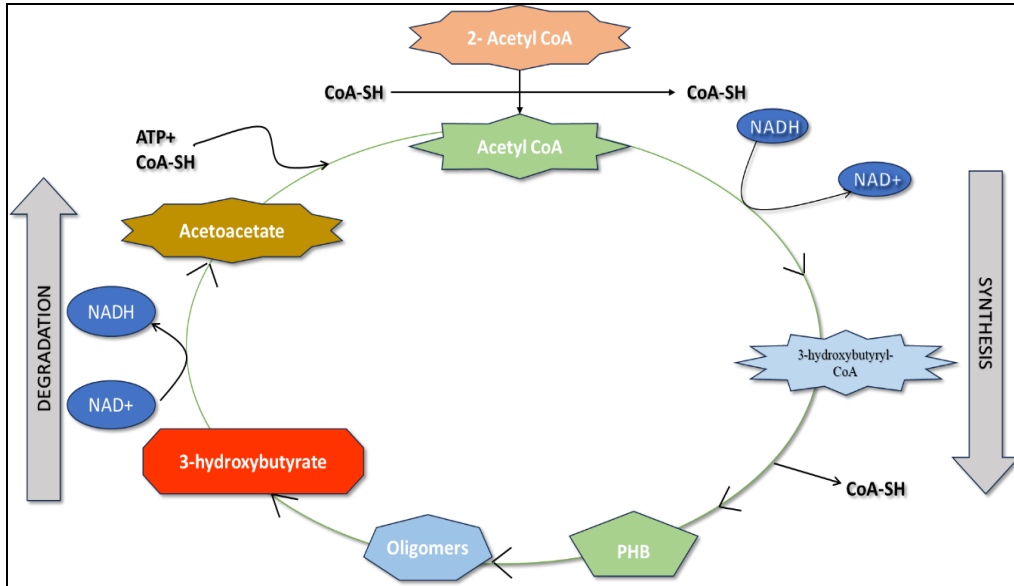 2- Acetyl CoA
CoA-SH
CoA-SH
NADH
ATP+
CoA-SH
Acetyl CoA
NAD+
Acetoacetate
DEGRADATION
SYNTHESIS
NADH
3-hydroxybutyryl-
CoA
NAD+
3-hydroxybutyrate
CoA-SH
Oligomers
PHB